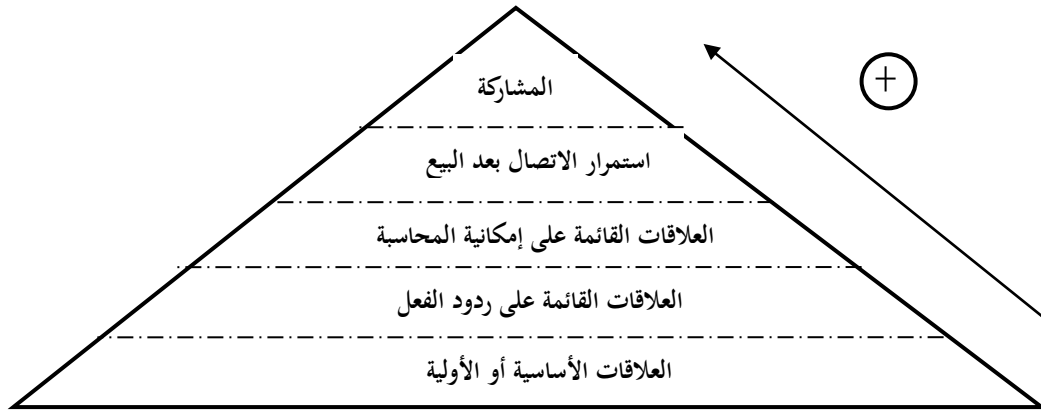 +
المشاركة
استمرار الاتصال بعد البيع
العلاقات القائمة على إمكانية المحاسبة
العلاقات القائمة على ردود الفعل
العلاقات الأساسية أو الأولية